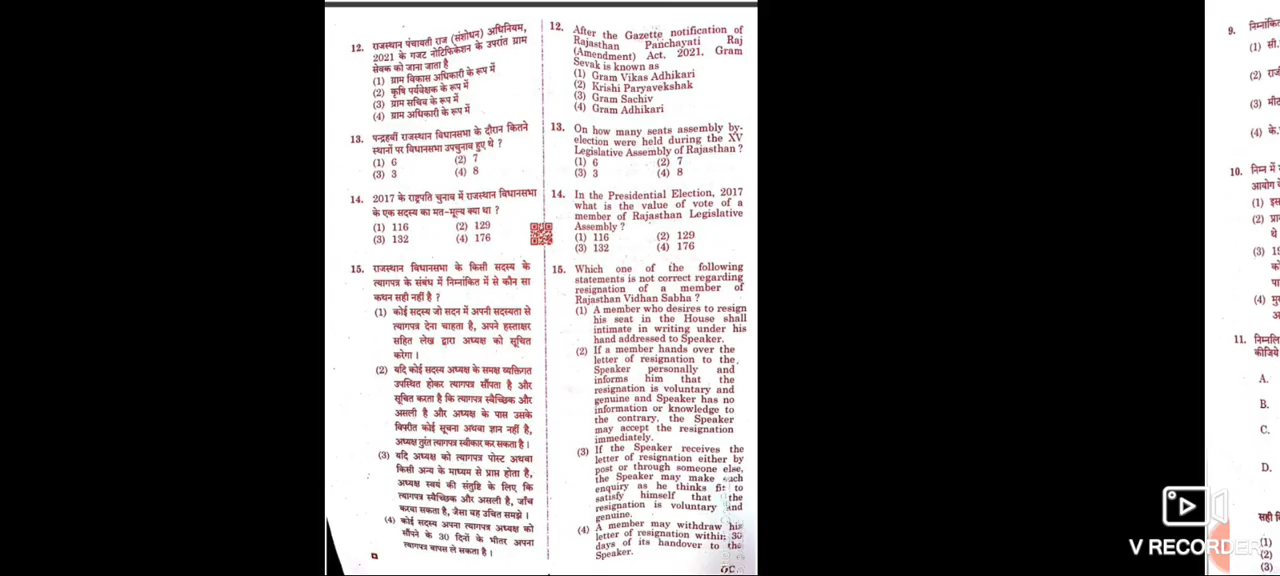 12. राजस्थान पंचायती राज (संशोधन) अधिनियम,
2021 के गजट नोटिफिकेशन के उपरांत ग्राम
सेवक को जाना जाता है
(1) ग्राम विकास अधिकारी के रूप में
(2) कृषि पर्यवेक्षक के रूप में
(3) ग्राम सचिव के रूप में
(4) ग्राम अधिकारी के रूप में
13. पन्द्रहवीं राजस्थान विधानसभा के दौरान कितने
स्थानों पर विधानसभा उपचुनाव हुए थे ?
(1) 6 (2) 7
(3) 3 (4) 8
14. 2017 के राष्ट्रपति चुनाव में राजस्थान विधानसभा
के एक सदस्य का मत-मूल्य क्या था ?
(1) 116 (2) 129
(3) 132 (4) 176
15. राजस्थान विधानसभा के किसी सदस्य के
त्यागपत्र के संबंध में निम्नांकित में से कौन सा
कथन सही नहीं है ?
(1) कोई सदस्य जो सदन में अपनी सदस्यता से
त्यागपत्र देना चाहता है, अपने हस्ताक्षर
सहित लेख द्वारा अध्यक्ष को सूचित
करेगा ।
(2) यदि कोई सदस्य अध्यक्ष के समक्ष व्यक्तिगत
उपस्थित होकर त्यागपत्र सौंपता है और
सूचित करता है कि त्यागपत्र स्वैच्छिक और
असली है और अध्यक्ष के पास उसके
विपरीत कोई सूचना अथवा ज्ञान नहीं है,
अध्यक्ष तुरंत त्यागपत्र स्वीकार कर सकता है ।
(3) यदि अध्यक्ष को त्यागपत्र पोस्ट अथवा
किसी अन्य के माध्यम से प्राप्त होता है,
अध्यक्ष स्वयं की संतुष्टि के लिए कि
त्यागपत्र स्वैच्छिक और असली है, जाँच
करवा सकता है, जैसा वह उचित समझे ।
(4) कोई सदस्य अपना त्यागपत्र अध्यक्ष को
सौंपने के 30 दिनों के भीतर अपना
त्यागपत्र वापस ले सकता है ।
12. After the Gazette notification of
Rajasthan Panchayati Raj
(Amendment) Act, 2021, Gram
Sevak is known as
(1) Gram Vikas Adhikari
(2) Krishi Paryavekshak
(3) Gram Sachiv
(4) Gram Adhikari
13. On how many seats assembly by-
election were held during the XV
Legislative Assembly of Rajasthan ?
(1) 6 (2) 7
(3) 3 (4) 8
14. In the Presidential Election, 2017
what is the value of vote of a
member of Rajasthan Legislative
Assembly ?
(1) 116 (2) 129
(3) 132 (4) 176
15. Which one of the following
statements is not correct regarding
resignation of a member of
Rajasthan Vidhan Sabha ?
(1) A member who desires to resign
his seat in the House shall
intimate in writing under his
hand addressed to Speaker.
(2) If a member hands over the
letter of resignation to the
Speaker personally and
informs him that the
resignation is voluntary and
genuine and Speaker has no
information or knowledge to
the contrary, the Speaker
may accept the resignation
immediately.
(3) If the Speaker receives the
letter of resignation either by
post or through someone else,
the Speaker may make such
enquiry as he thinks fit to
satisfy himself that the
resignation is voluntary and
genuine.
(4) A member may withdraw his
letter of resignation within 30
days of its handover to the
Speaker.
9.
(1)
(2)
(3)
(4)
10. निम्न में
(1)
(2)
थे
(3)
(4)
11.
कीजिये
A.
B.
C.
D.
(1)
(2)
(3)
V RECORDER